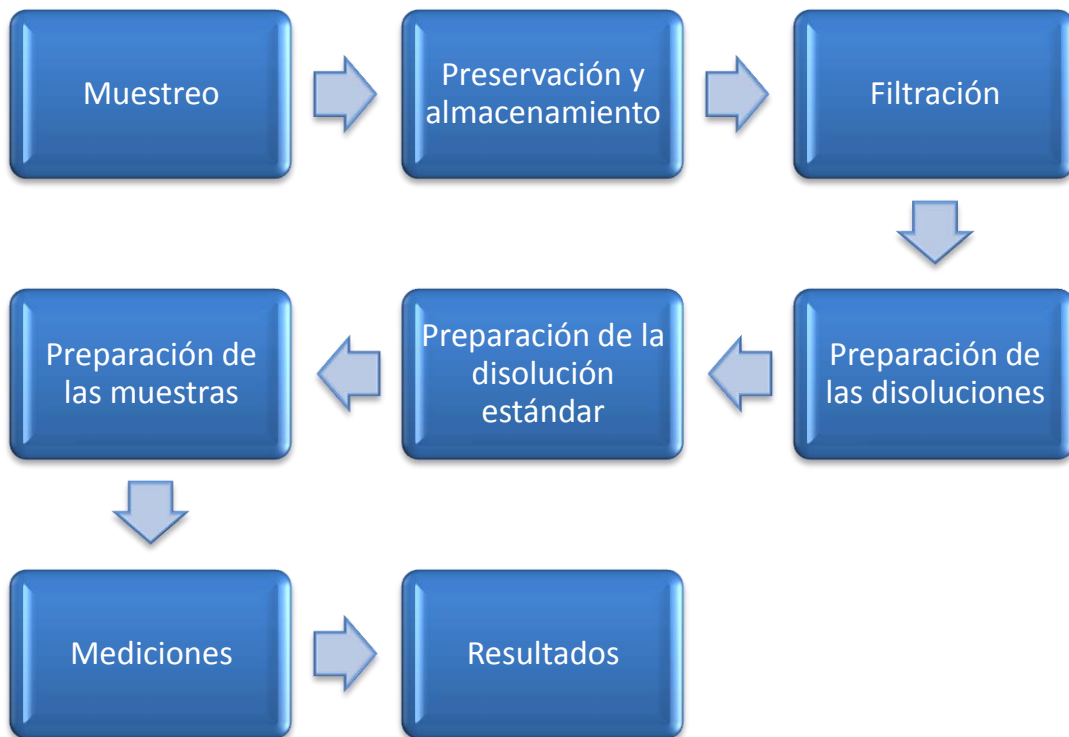 Muestreo
Preservación y
almacenamiento
Filtración
Preparación de
las disoluciones
Preparación de la
disolución
estándar
Preparación de
las muestras
Mediciones
Resultados